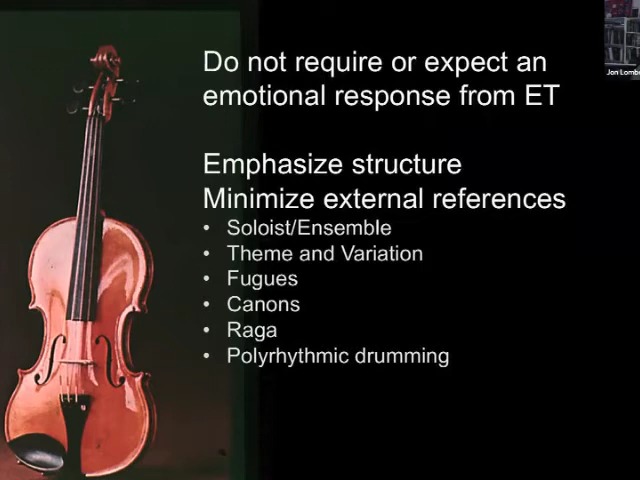 Do not require or expect an
emotional response from ET
Emphasize structure
Minimize external references
• Soloist/Ensemble
• Theme and Variation
• Fugues
• Canons
• Raga
• Polyrhythmic drumming
Jon